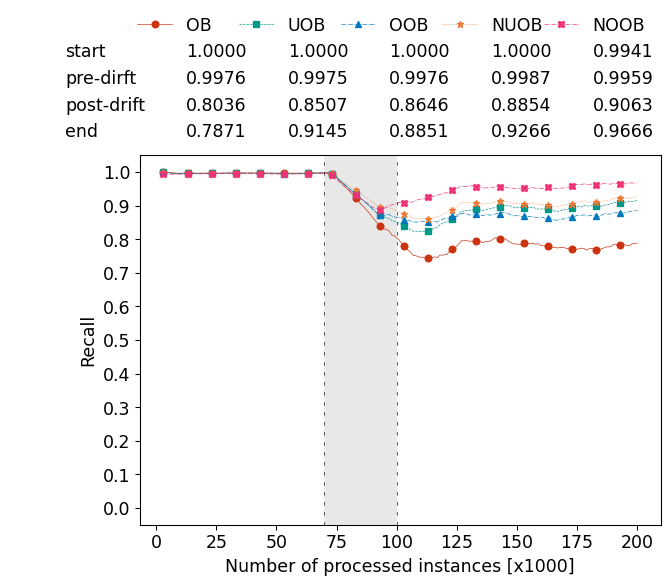 OB UOB OOB NUOB NOOB
start 1.0000 1.0000 1.0000 1.0000 0.9941
pre-dirft 0.9976 0.9975 0.9976 0.9987 0.9959
post-drift 0.8036 0.8507 0.8646 0.8854 0.9063
end 0.7871 0.9145 0.8851 0.9266 0.9666
1.0
0.9
0.8
0.7
0.6
0.5
0.4
0.3
0.2
0.1
0.0
Recall
0 25 50 75 100 125 150 175 200
Number of processed instances [x1000]